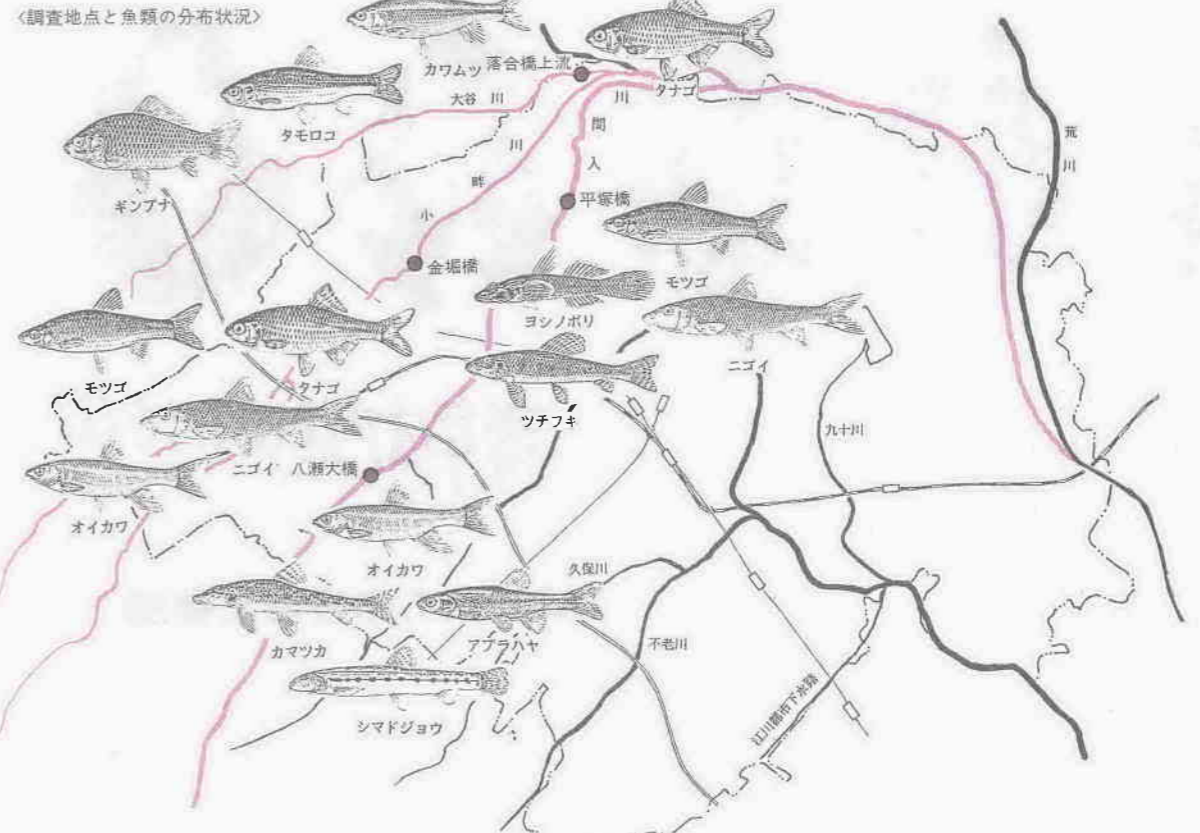 〈調査地点と魚類の分布状況〉
カワムツ
落合橋上流
タナゴ
大谷川
タモロコ
入間川
荒川
ギンブナ
小畔川
平塚橋
金堀橋
モツゴ
ヨシノボリ
ニゴイ
モツゴ
タナゴ
ツチフキ
九十川
ニゴイ
八瀬大橋
オイカワ
オイカワ
久保川
カマツカ
アブラハヤ
不老川
シマドジョウ
江川都市下水路